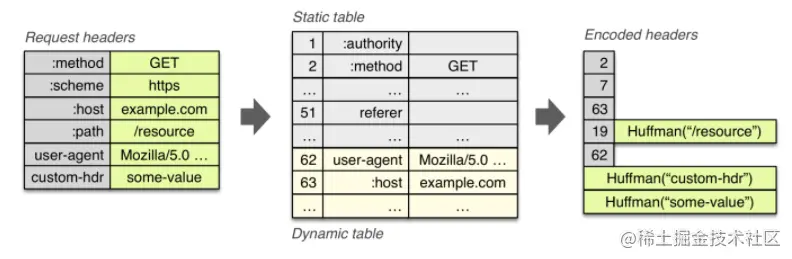 Request headers
:method GET
:scheme https
:host example.com
:path /resource
user-agent Mozilla/5.0 ...
custom-hdr some-value
Static table
1 :authority
2 :method GET
... ... ...
51 referer
... ... ...
62 user-agent Mozilla/5.0 ...
63 :host example.com
... ... ...
Dynamic table
Encoded headers
2
7
63
19 Huffman("/resource")
62
Huffman("custom-hdr")
Huffman("some-value")
@稀土掘金技术社区